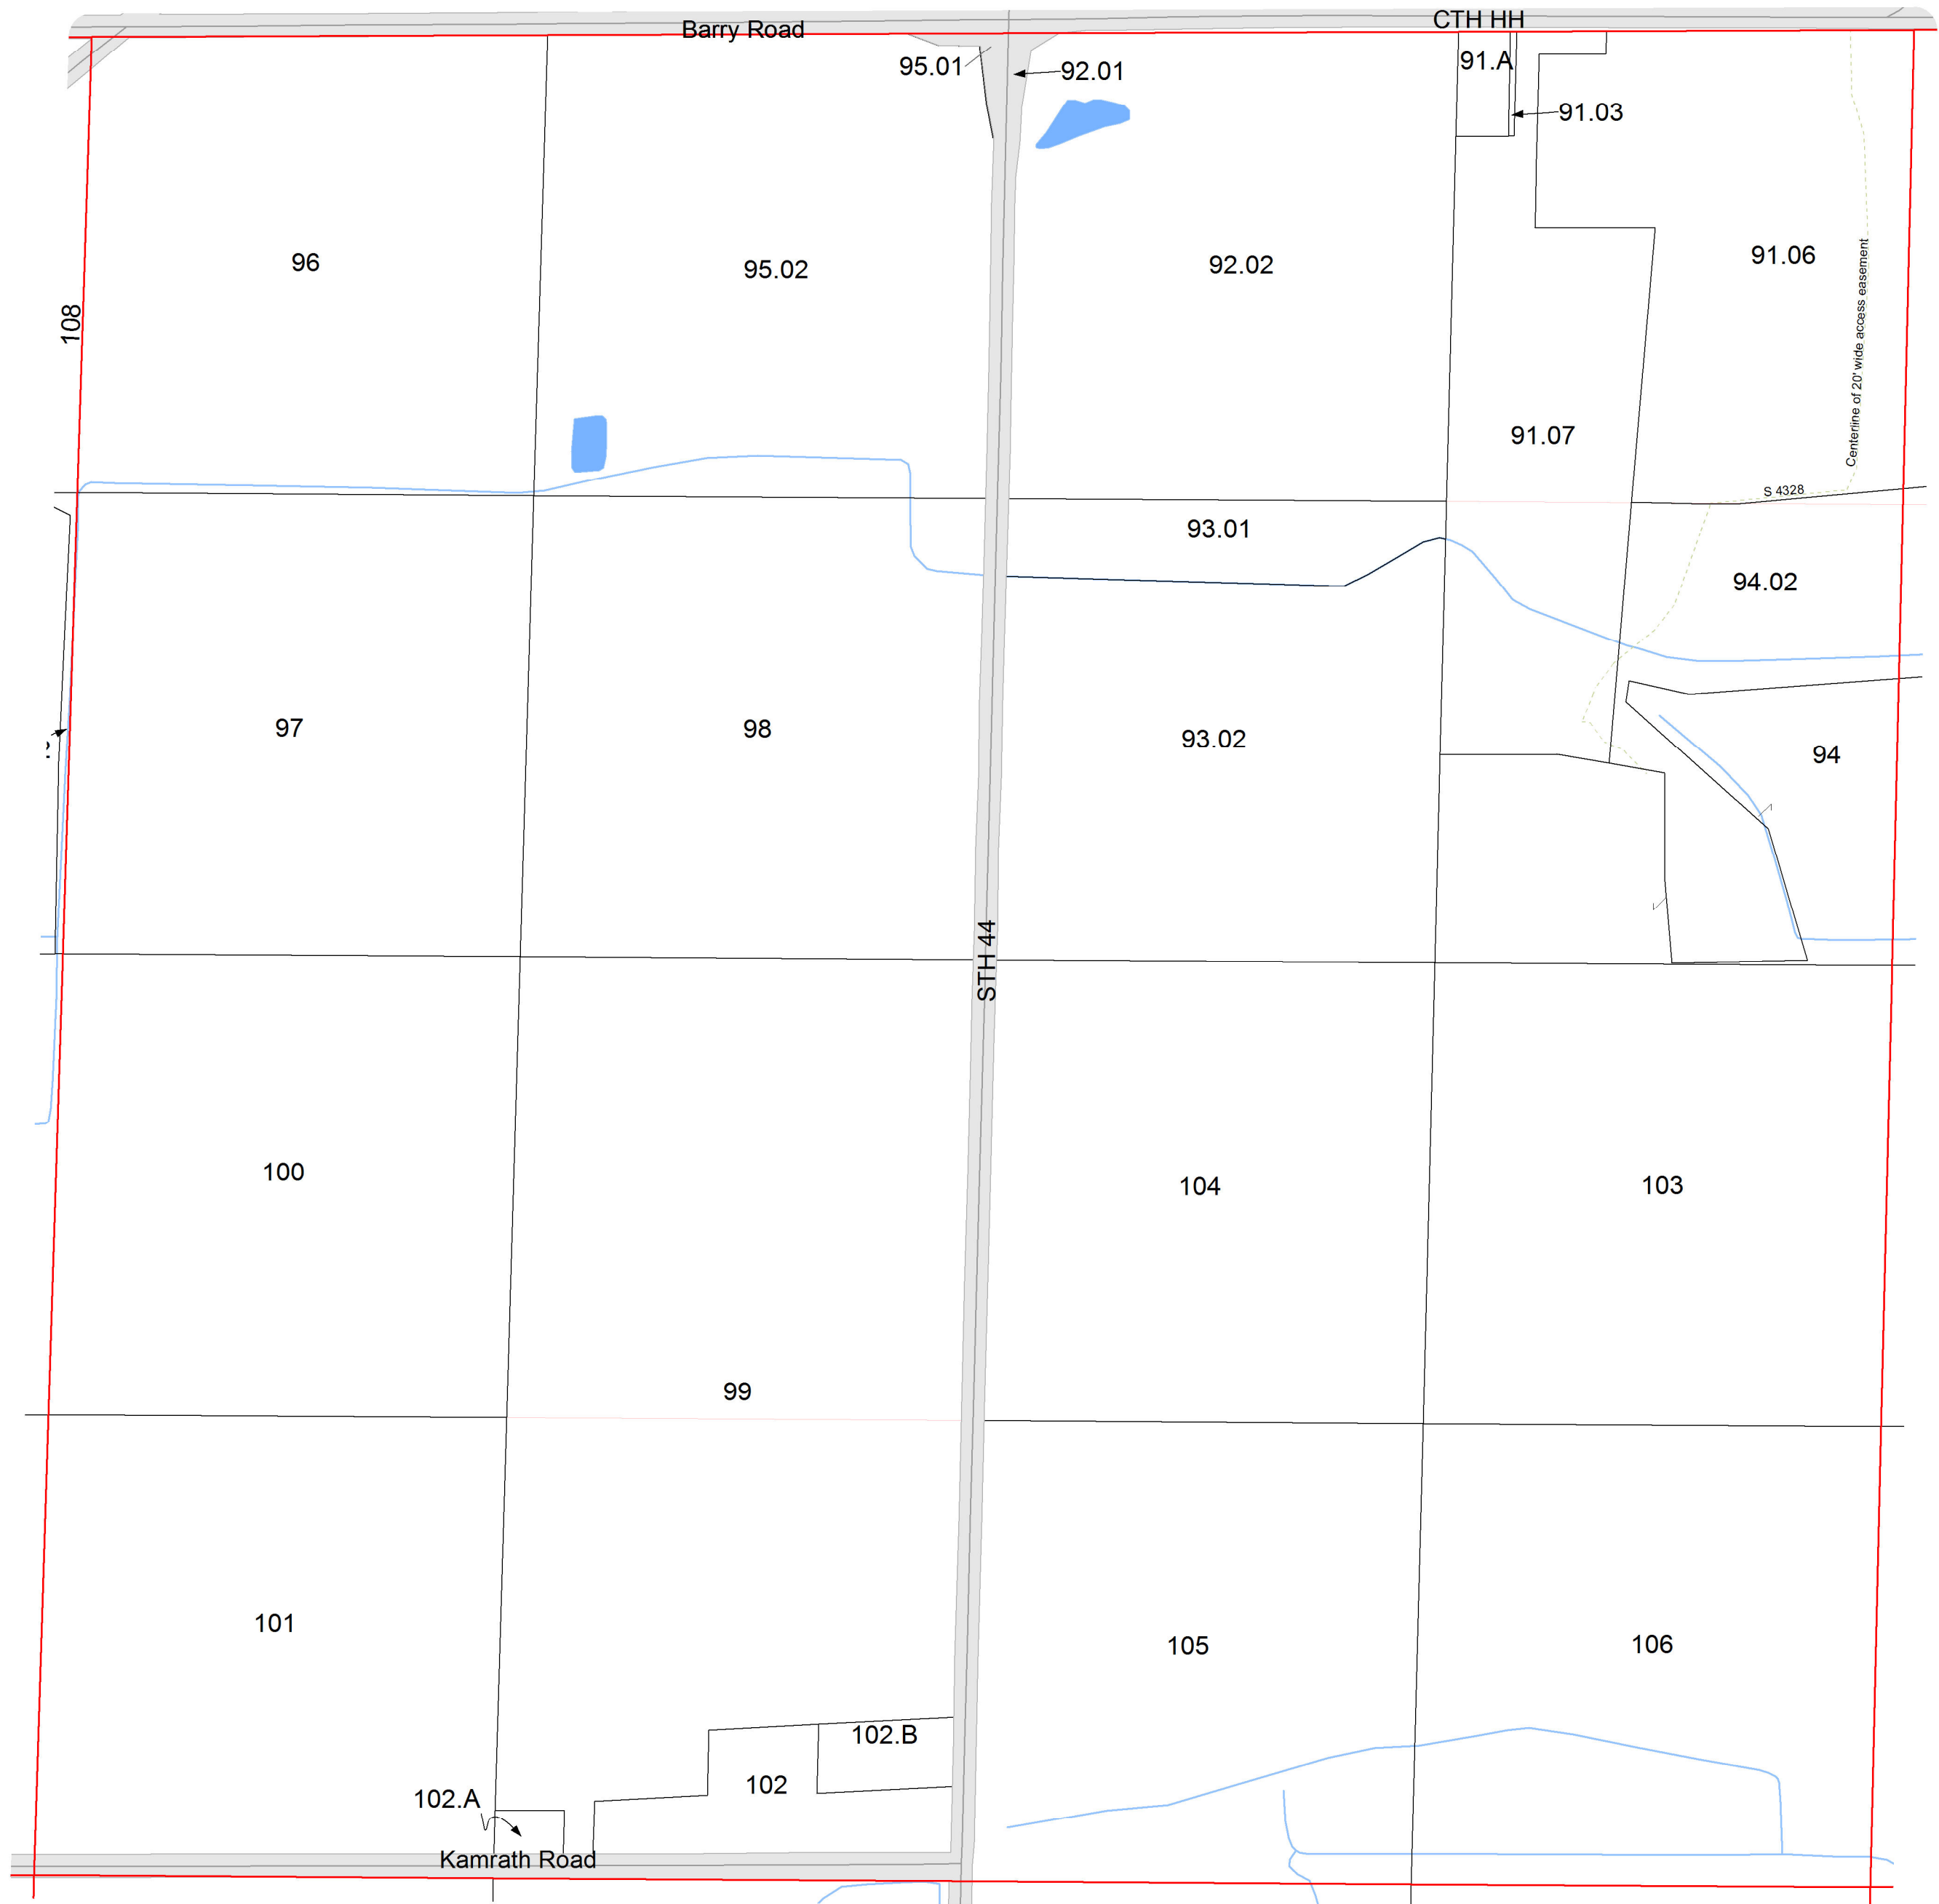 Barry Road
CTH HH
95.01
92.01
91.A
91.03
96
95.02
92.02
91.06
108
Centerline of 20' wide access easement
91.07
S 4328
93.01
94.02
97
98
93.02
94
STH 44
100
104
103
99
101
105
106
102.B
102
102.A
Kamrath Road